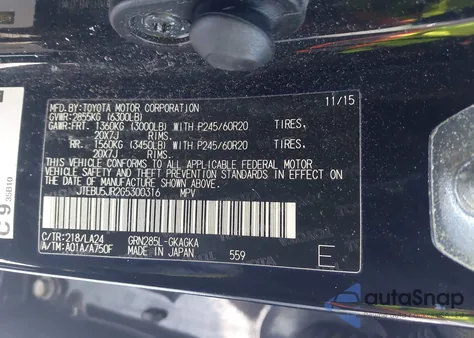 MFD.BY:TOYOTA MOTOR CORPORATION 11/15
GVWR:2855KG (6300LB)
GAWR:FRT. 1360KG (3000LB) WITH P245/60R20 TIRES,
20X7J RIMS.
RR. 1560KG (3450LB) WITH P245/60R20 TIRES,
20X7J RIMS.
THIS VEHICLE CONFORMS TO ALL APPLICABLE FEDERAL MOTOR
VEHICLE SAFETY AND THEFT PREVENTION STANDARDS IN EFFECT
ON THE DATE OF MANUFACTURE SHOWN ABOVE.
JTEBU5JR2G5300316 MPV
C/TR:218/LA24 GRN285L-GKAGKA
A/TM:A01A/A750F MADE IN JAPAN 559 E
C 9 35B10
autoSnap